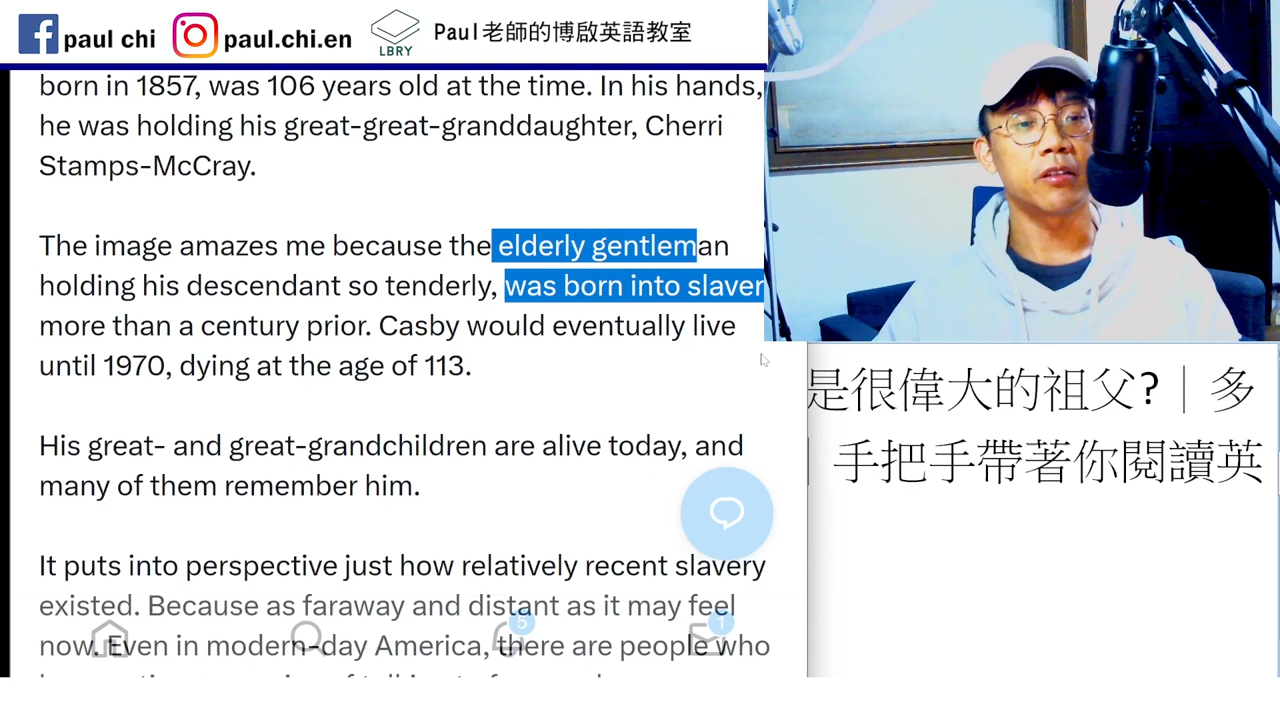 paul chi
paul.chi.en
LBRY
Paul老師的博啟英語教室
born in 1857, was 106 years old at the time. In his hands,
he was holding his great-great-granddaughter, Cherri
Stamps-McCray.
The image amazes me because the elderly gentleman
holding his descendant so tenderly, was born into slaver
more than a century prior. Casby would eventually live
until 1970, dying at the age of 113.
His great- and great-grandchildren are alive today, and
many of them remember him.
It puts into perspective just how relatively recent slavery
existed. Because as faraway and distant as it may feel
now. Even in modern-day America, there are people who
5
1
是很偉大的祖父?｜多
｜手把手帶著你閱讀英